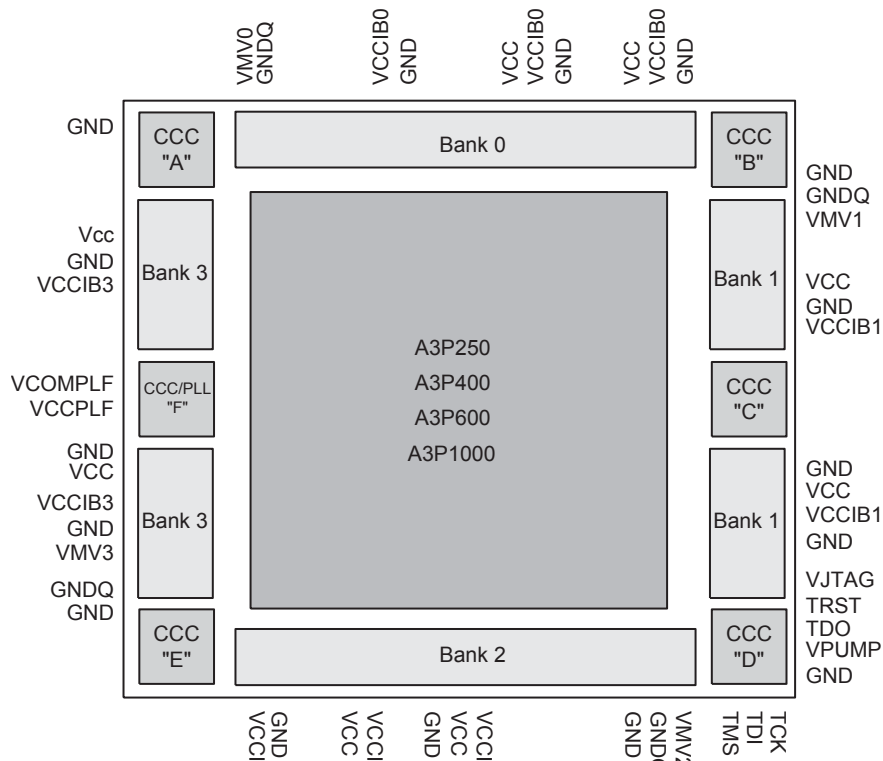 VMV0
GNDQ
VCCIB0
GND
VCC
VCCIB0
GND
VCC
VCCIB0
GND
GND
CCC
"A"
Bank 0
CCC
"B"
GND
GNDQ
VMV1
Vcc
GND
VCCIB3
Bank 3
Bank 1
VCC
GND
VCCIB1
A3P250
A3P400
A3P600
A3P1000
VCOMPLF
VCCPLF
CCC/PLL
"F"
CCC
"C"
GND
VCC
VCCIB3
GND
VMV3
Bank 3
Bank 1
GND
VCC
VCCIB1
GND
GNDQ
GND
VJTAG
TRST
TDO
VPUMP
GND
CCC
"E"
Bank 2
CCC
"D"
GND
VCC
GND
VCC
GND
VMV2
TMS
TDI
TCK